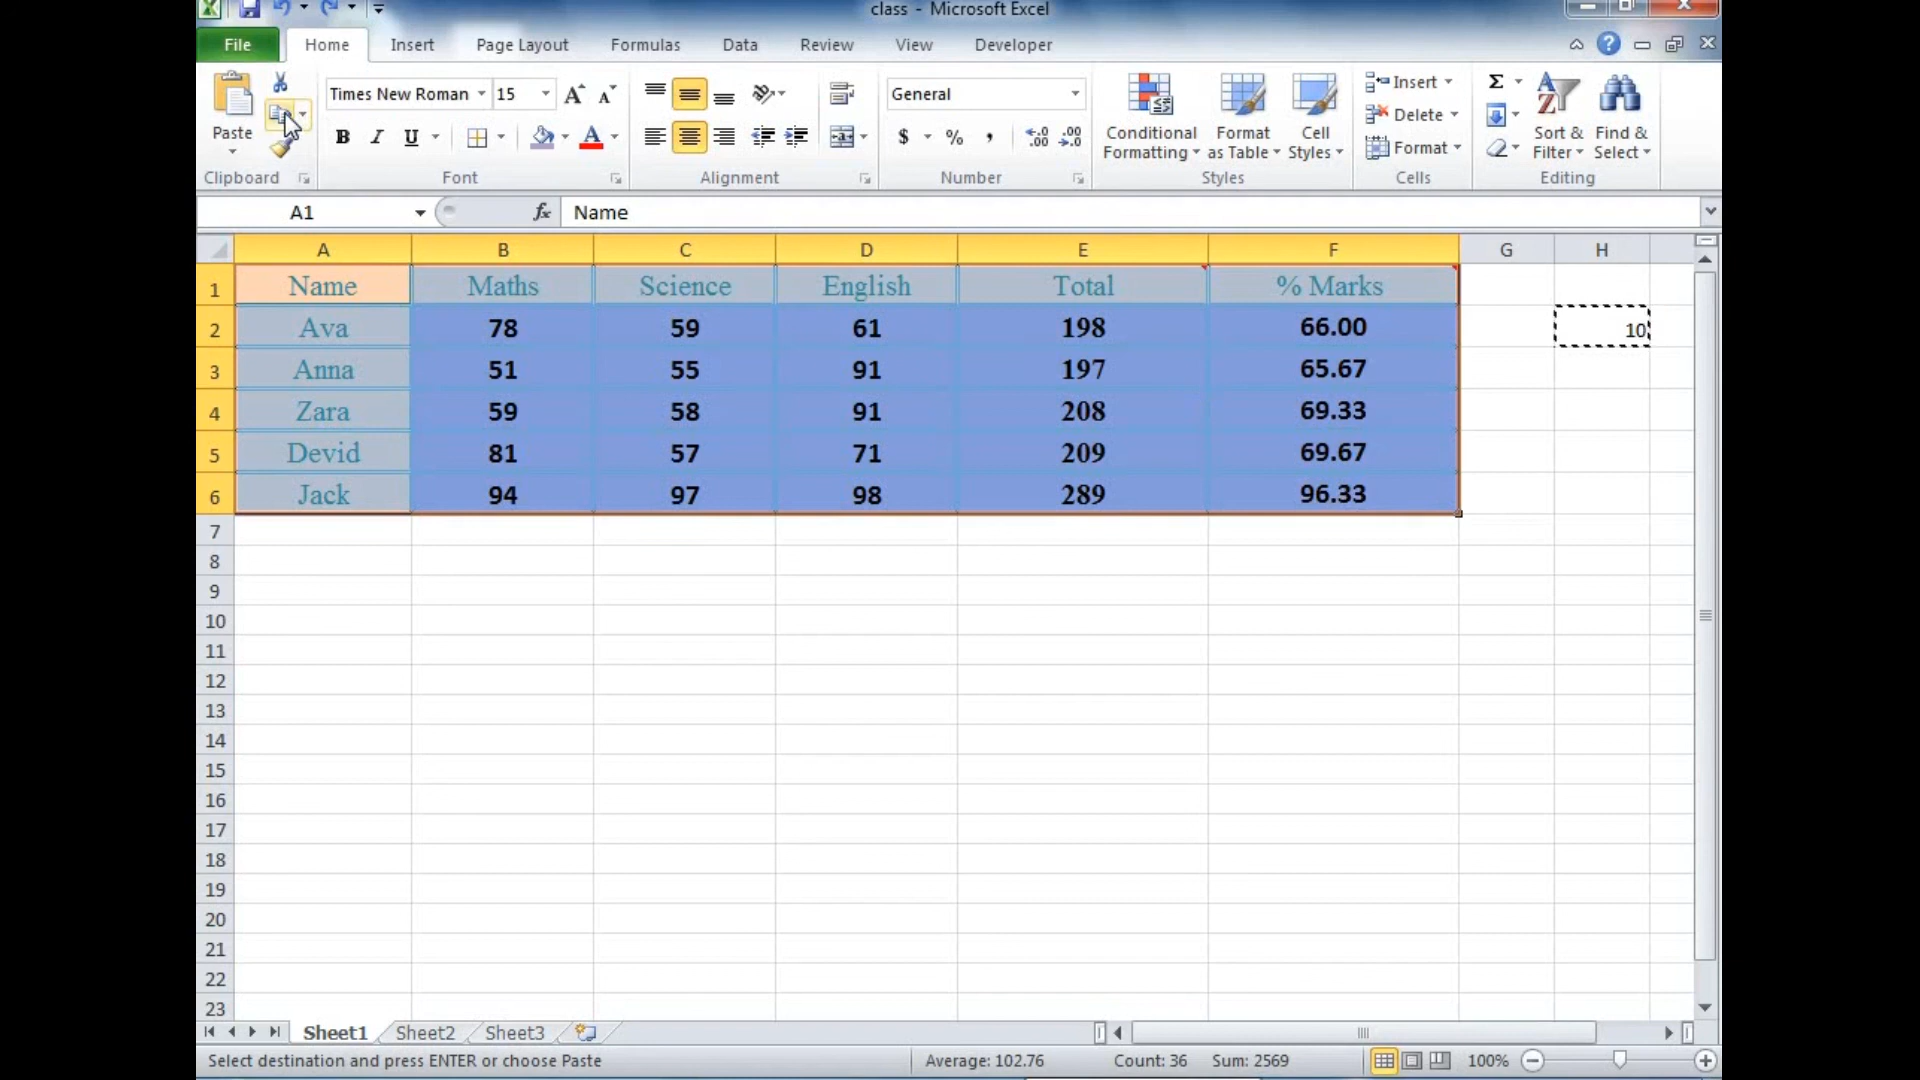 class - Microsoft Excel
File Home Insert Page Layout Formulas Data Review View Developer
Times New Roman 15 General Insert Σ
Paste B I U A $ % , Conditional Formatting Format as Table Cell Styles Delete Sort & Filter Find & Select
Format
Clipboard Font Alignment Number Styles Cells Editing
A1 fx Name
A B C D E F G H
1 Name Maths Science English Total % Marks
2 Ava 78 59 61 198 66.00 10
3 Anna 51 55 91 197 65.67
4 Zara 59 58 91 208 69.33
5 Devid 81 57 71 209 69.67
6 Jack 94 97 98 289 96.33
7
8
9
10
11
12
13
14
15
16
17
18
19
20
21
22
23
Sheet1 Sheet2 Sheet3
Select destination and press ENTER or choose Paste Average: 102.76 Count: 36 Sum: 2569 100%